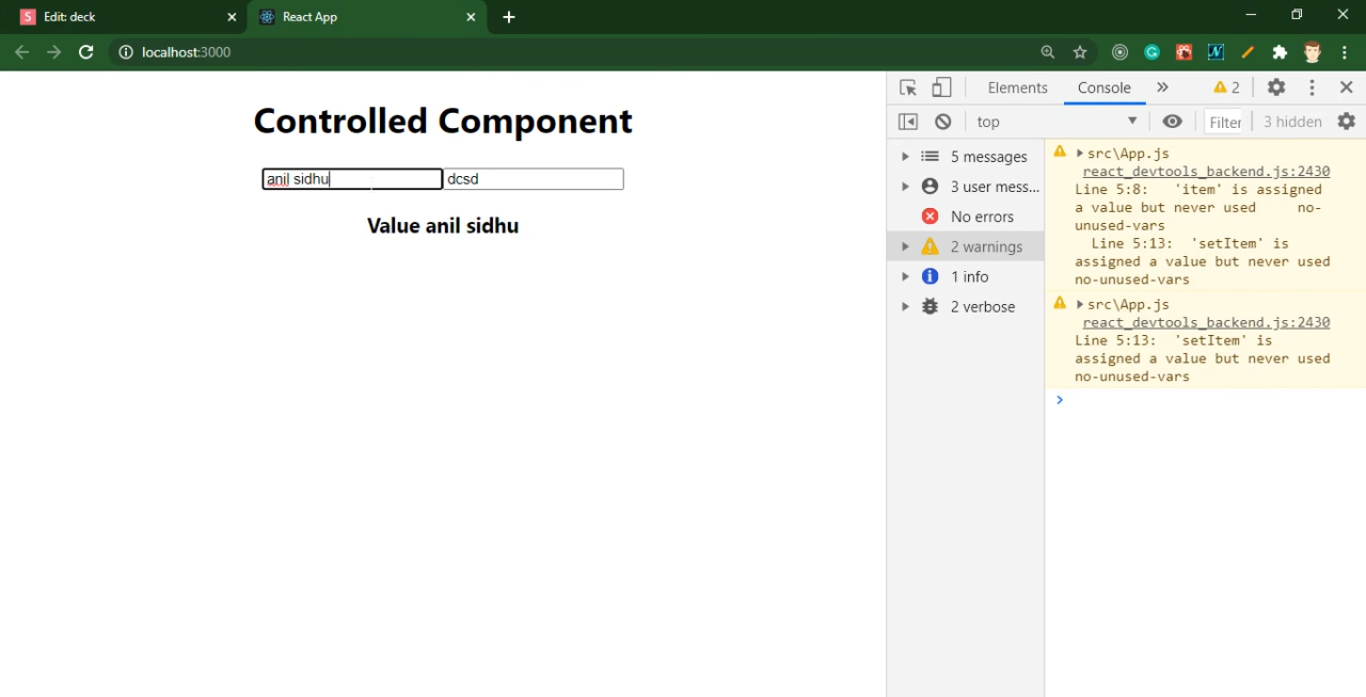 Edit: deck
React App
localhost:3000
Controlled Component
anil sidhu
dcsd
Value anil sidhu
Elements
Console
2
top
Filter
3 hidden
5 messages
3 user mess...
No errors
2 warnings
1 info
2 verbose
src\App.js
react_devtools_backend.js:2430
Line 5:8: 'item' is assigned
a value but never used no-
unused-vars
Line 5:13: 'setItem' is
assigned a value but never used
no-unused-vars
src\App.js
react_devtools_backend.js:2430
Line 5:13: 'setItem' is
assigned a value but never used
no-unused-vars